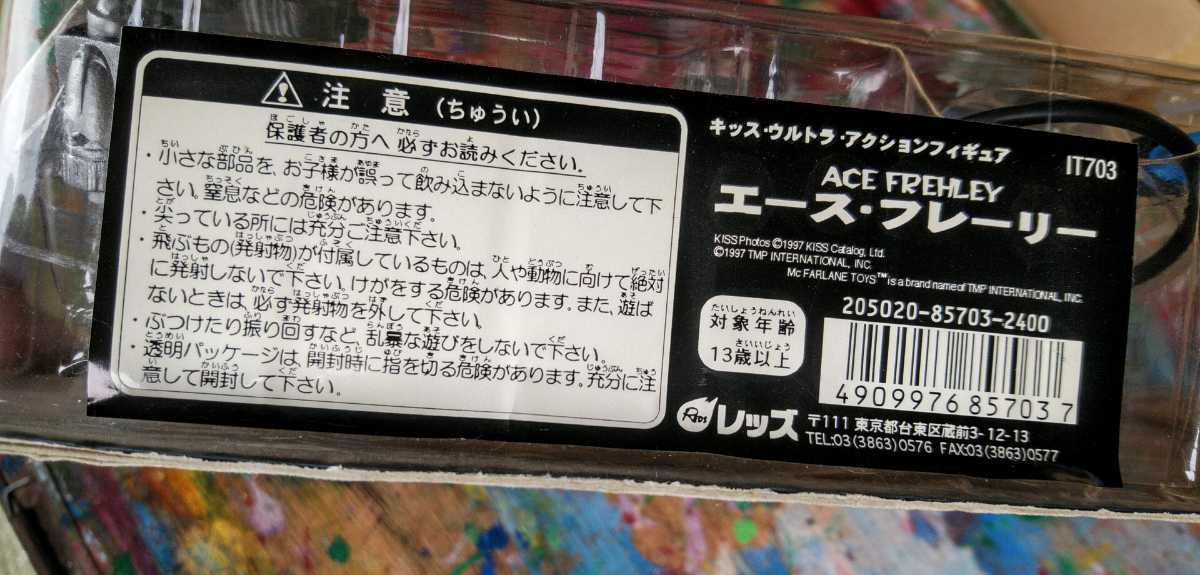 注意(ちゅうい)
保護者の方へ 必ずお読みください.
・小さな部品を、お子様が誤って飲み込まないように注意して下
さい。窒息などの危険があります。
・尖っている所には充分ご注意下さい。
・飛ぶもの(発射物)が付属しているものは、人や動物に向けて絶対
に発射しないで下さい。けがをする危険があります。また、遊ば
ないときは、必ず発射物を外して下さい。
・ぶつけたり振り回すなど、乱暴な遊びをしないで下さい。
・透明パッケージは、開封時に指を切る危険があります。充分に注
意して開封して下さい。
キッス・ウルトラ・アクションフィギュア
IT703
ACE FREHLEY
エース・フレーリー
KISS Photos ©1997 KISS Catalog, Ltd.
©1997 TMP INTERNATIONAL, INC.
MC FARLANE TOYS™ is a brand name of TMP INTERNATIONAL, INC.
たいしょうねんれい
対象年齢
さいいじょう
13歳以上
205020-85703-2400
4909976857037
REDS レッズ
〒111 東京都台東区蔵前3-12-13
TEL:03(3863)0576 FAX:03(3863)0577